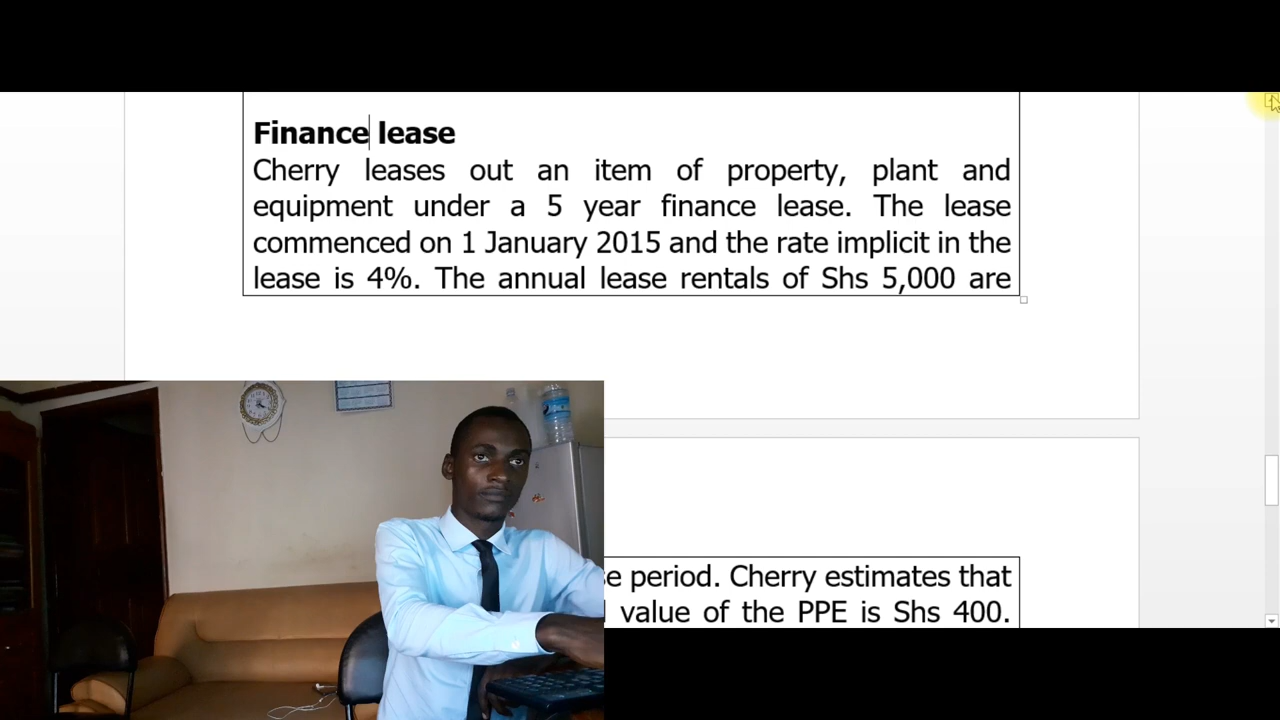 Finance lease
Cherry leases out an item of property, plant and
equipment under a 5 year finance lease. The lease
commenced on 1 January 2015 and the rate implicit in the
lease is 4%. The annual lease rentals of Shs 5,000 are
period. Cherry estimates that
value of the PPE is Shs 400.